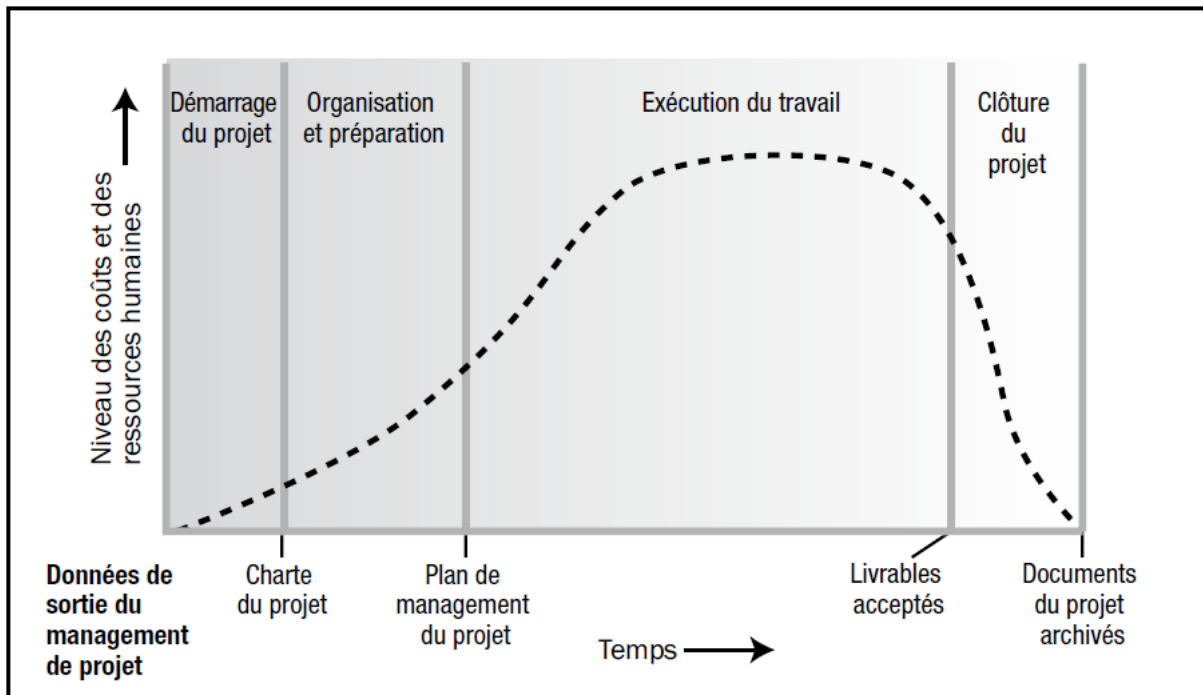 Démarrage
du projet
Organisation
et préparation
Exécution du travail
Clôture
du
projet
Niveau des coûts et des
ressources humaines
Données de
sortie du
management
de projet
Charte
du projet
Plan de
management
du projet
Temps
Livrables
acceptés
Documents
du projet
archivés